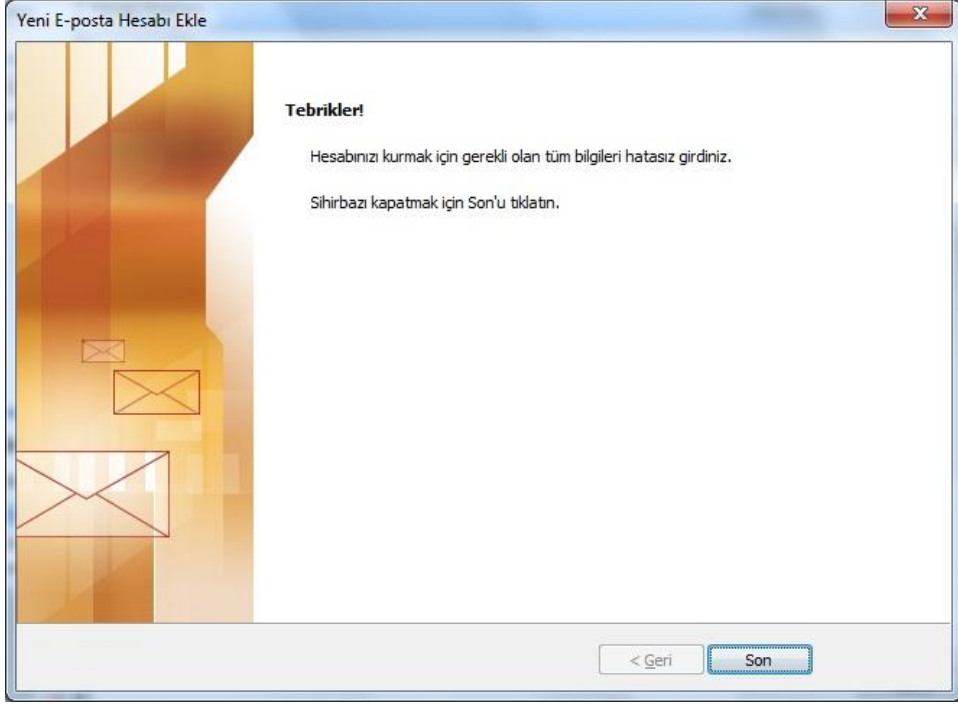 Yeni E-posta Hesabı Ekle
Tebrikler!
Hesabınızı kurmak için gerekli olan tüm bilgileri hatasız girdiniz.
Sihirbazı kapatmak için Son'u tıklatın.
< Geri
Son